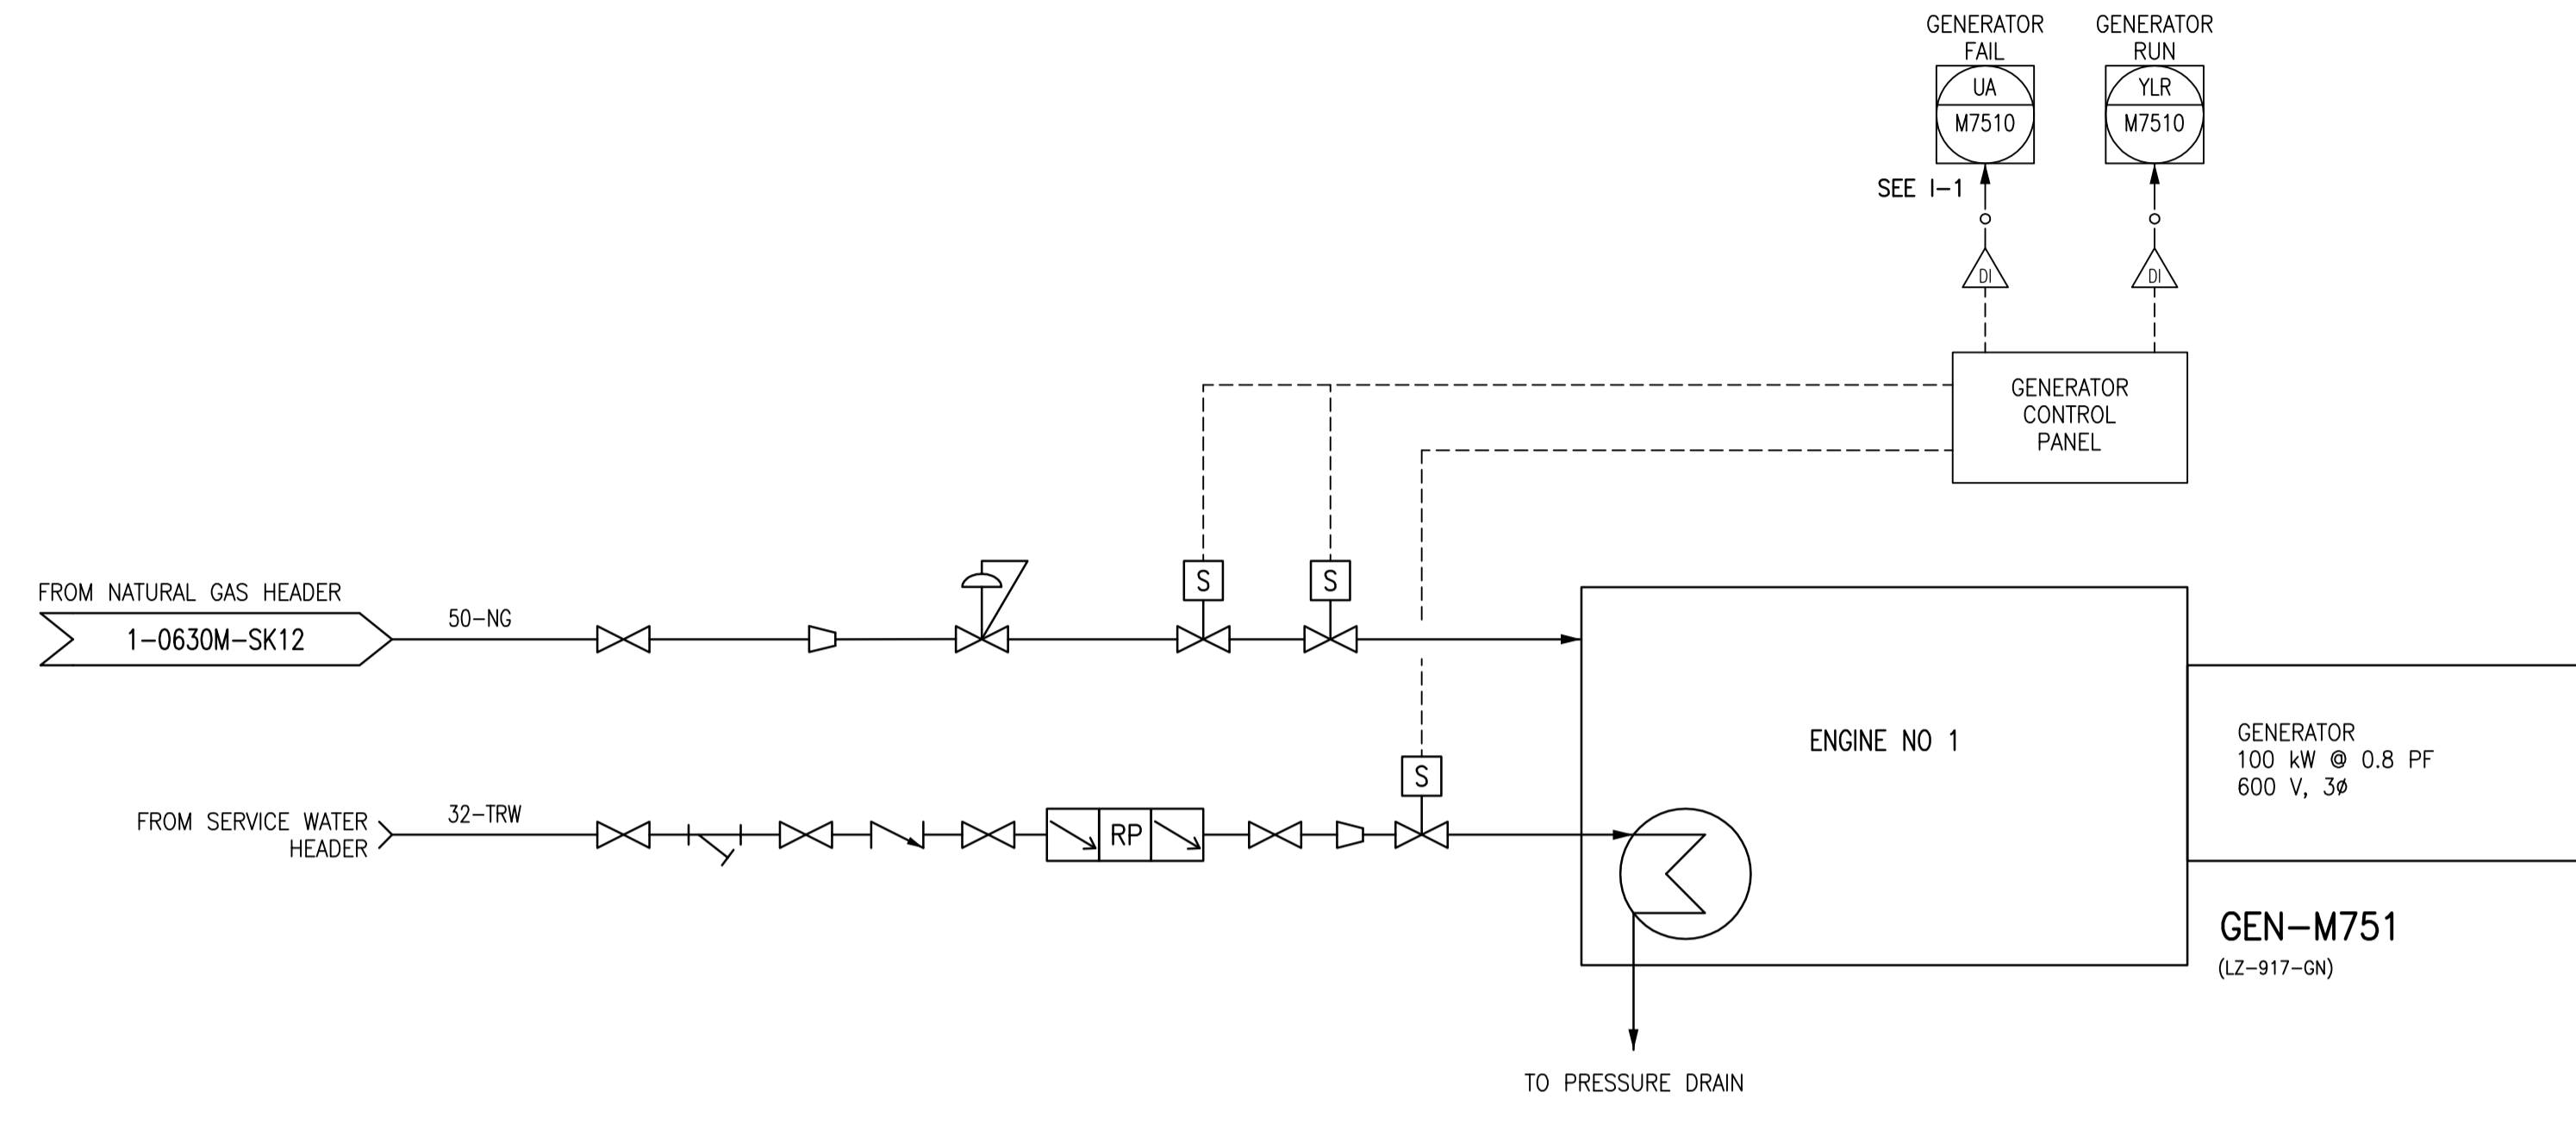 GENERATOR
FAIL
UA
M7510
GENERATOR
RUN
YLR
M7510
SEE I-1
DI
DI
GENERATOR
CONTROL
PANEL
FROM NATURAL GAS HEADER
1-0630M-SK12
50-NG
S
S
ENGINE NO 1
GENERATOR
100 kW @ 0.8 PF
600 V, 3ø
S
FROM SERVICE WATER
HEADER
32-TRW
RP
GEN-M751
(LZ-917-GN)
TO PRESSURE DRAIN